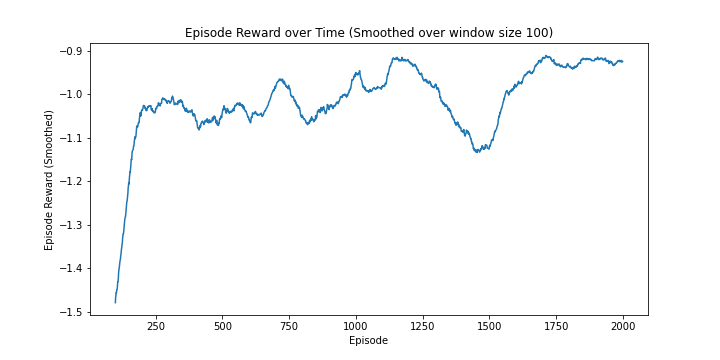 Episode Reward over Time (Smoothed over window size 100)
Episode Reward (Smoothed)
−0.9
−1.0
−1.1
−1.2
−1.3
−1.4
−1.5
250 500 750 1000 1250 1500 1750 2000
Episode